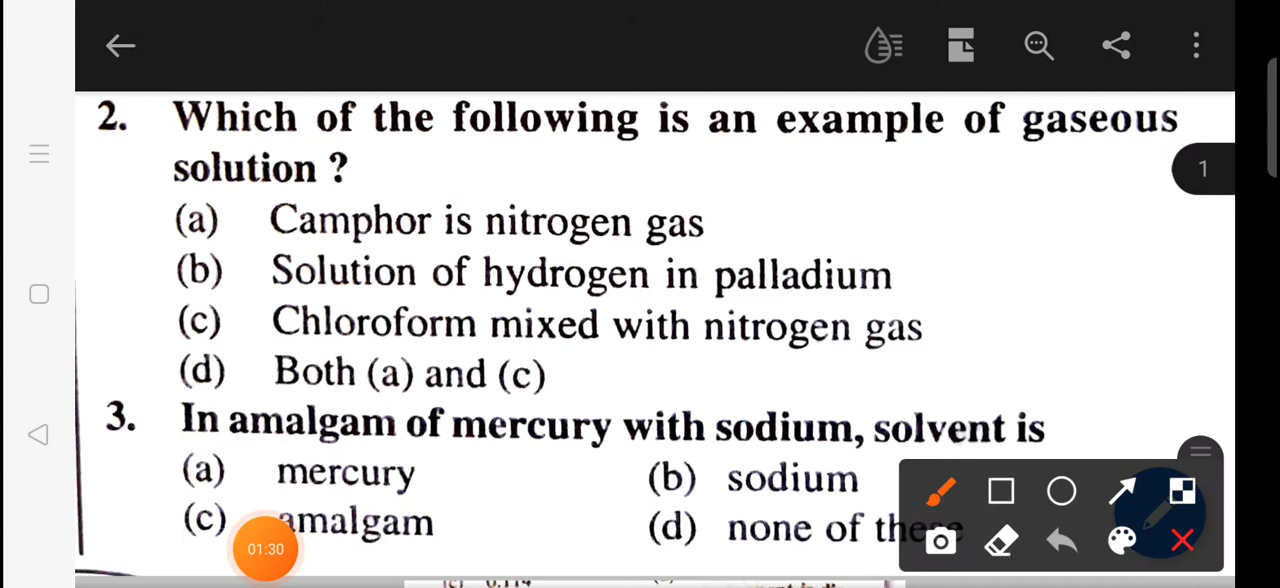 2. Which of the following is an example of gaseous
solution ?
(a) Camphor is nitrogen gas
(b) Solution of hydrogen in palladium
(c) Chloroform mixed with nitrogen gas
(d) Both (a) and (c)
3. In amalgam of mercury with sodium, solvent is
(a) mercury (b) sodium
(c) amalgam (d) none of these
1
01:30